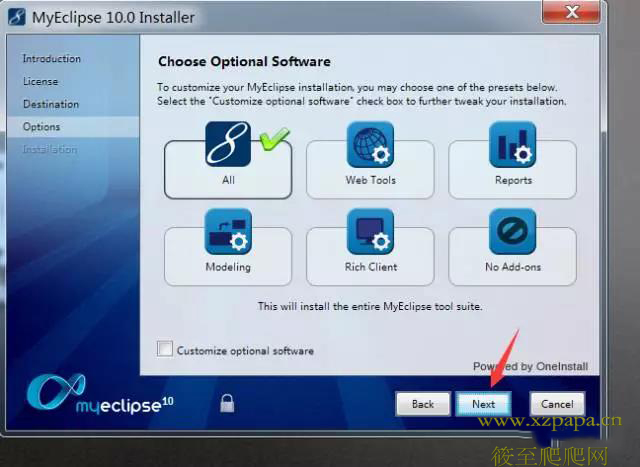 MyEclipse 10.0 Installer
Introduction
License
Destination
Options
Installation
Choose Optional Software
To customize your MyEclipse installation, you may choose one of the presets below.
Select the "Customize optional software" check box to further tweak your installation.
All
Web Tools
Reports
Modeling
Rich Client
No Add-ons
This will install the entire MyEclipse tool suite.
Customize optional software
Powered by OneInstall
myeclipse10
Back
Next
Cancel
www.xzpapa.cn
筱至爬爬网